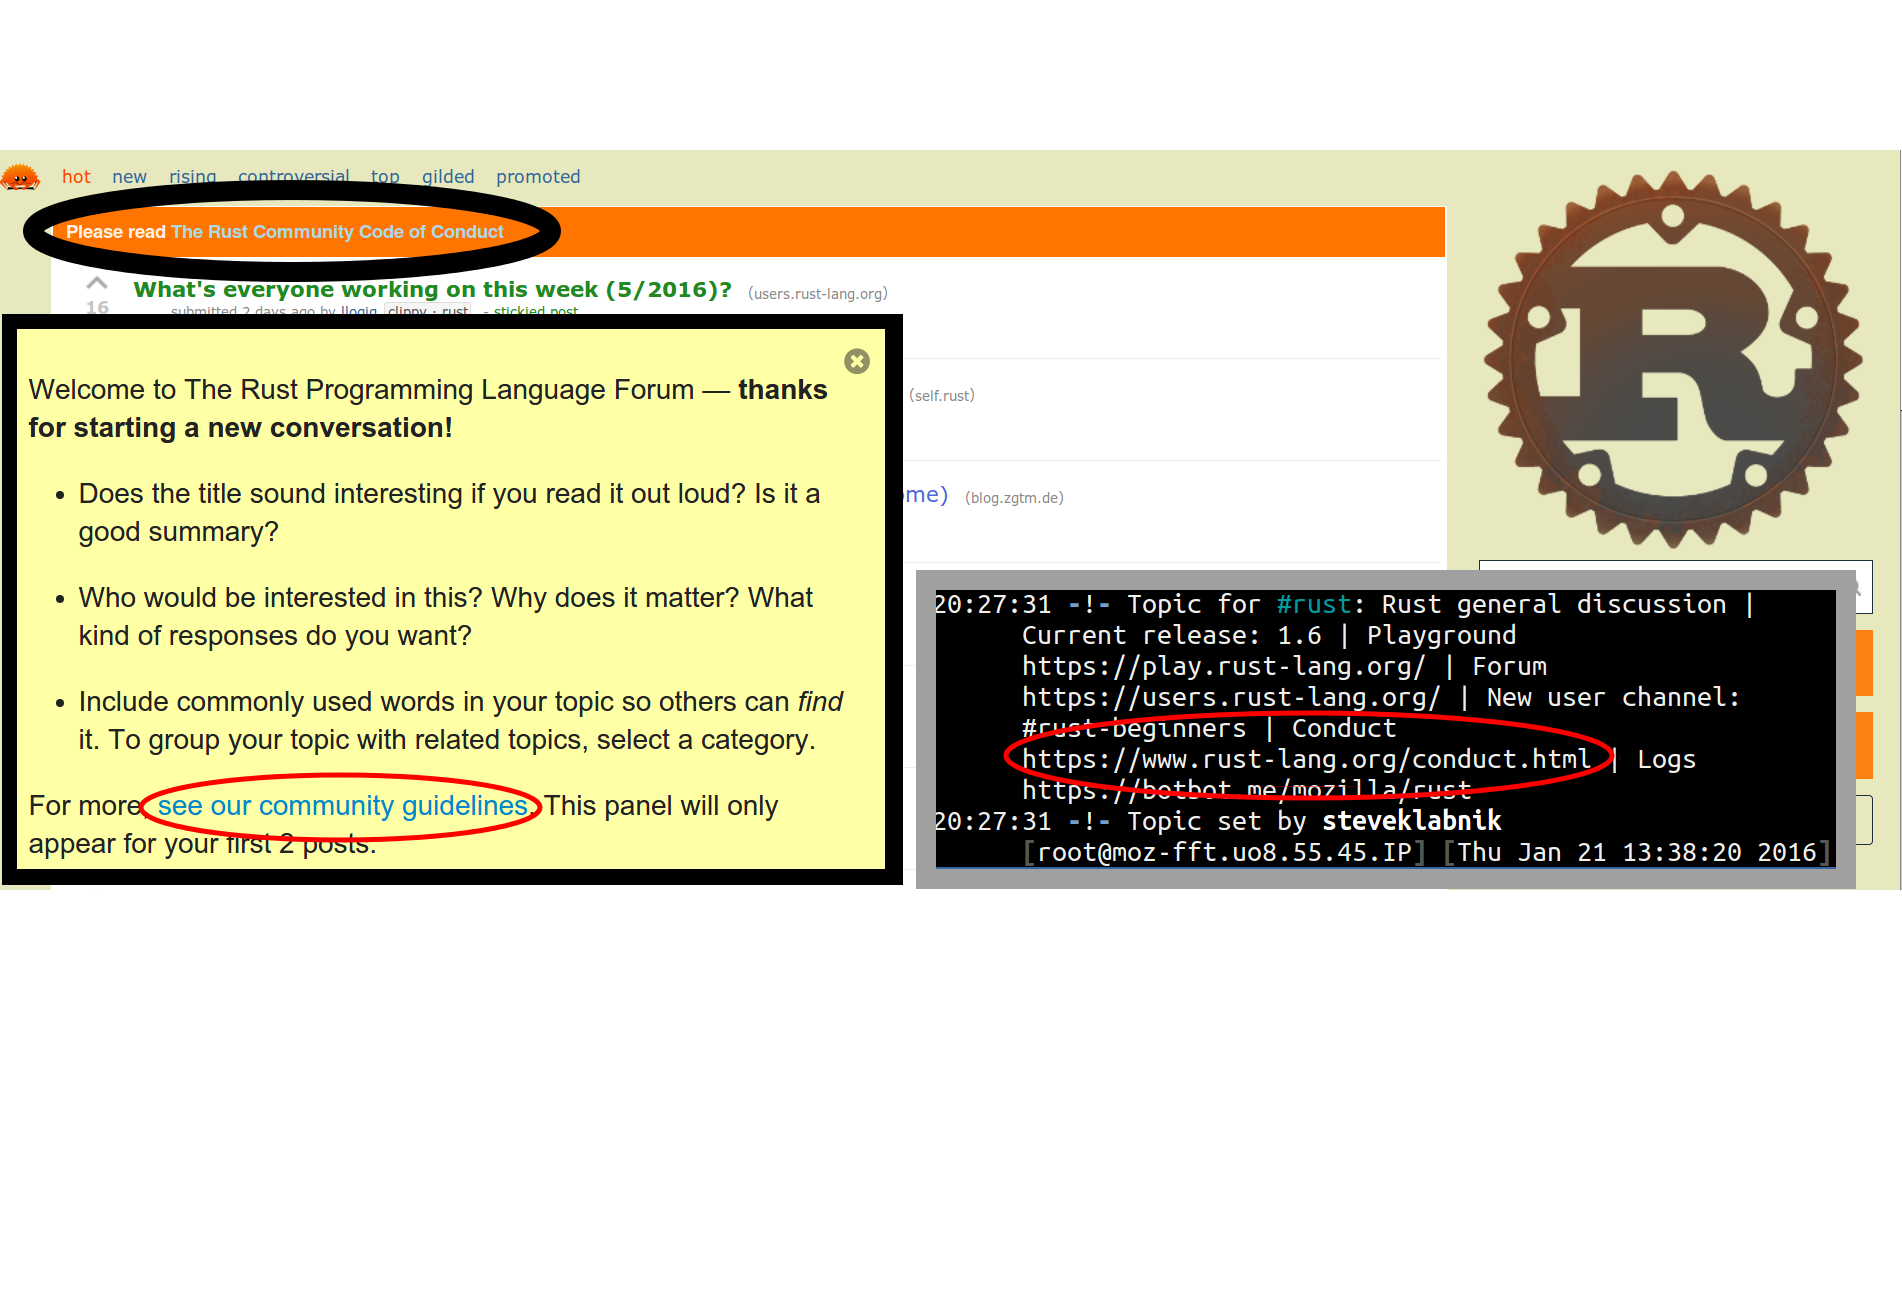 hot new rising controversial top gilded promoted
Please read The Rust Community Code of Conduct
What's everyone working on this week (5/2016)? (users.rust-lang.org)
16
submitted 2 days ago by llogiq clippy · rust - stickied post
(self.rust)
ome) (blog.zgtm.de)
R
Welcome to The Rust Programming Language Forum — thanks
for starting a new conversation!
• Does the title sound interesting if you read it out loud? Is it a
good summary?
• Who would be interested in this? Why does it matter? What
kind of responses do you want?
• Include commonly used words in your topic so others can find
it. To group your topic with related topics, select a category.
For more, see our community guidelines. This panel will only
appear for your first 2 posts.
20:27:31 -!- Topic for #rust: Rust general discussion |
Current release: 1.6 | Playground
https://play.rust-lang.org/ | Forum
https://users.rust-lang.org/ | New user channel:
#rust-beginners | Conduct
https://www.rust-lang.org/conduct.html | Logs
https://botbot.me/mozilla/rust
20:27:31 -!- Topic set by steveklabnik
[root@moz-fft.uo8.55.45.IP] [Thu Jan 21 13:38:20 2016]